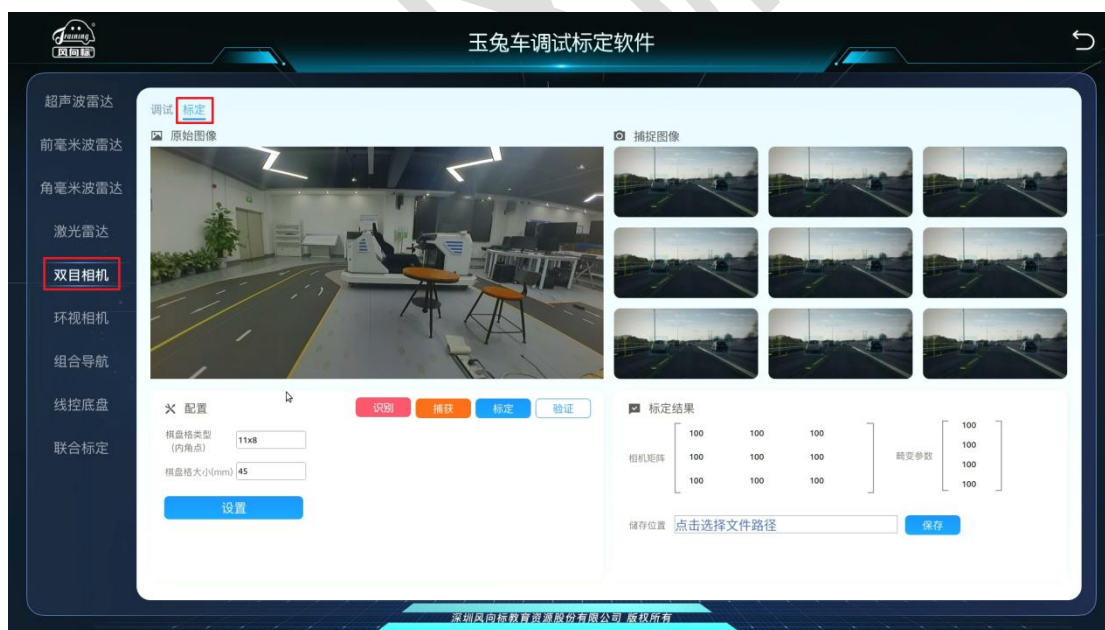 Training
风向标
玉兔车调试标定软件
超声波雷达
前毫米波雷达
角毫米波雷达
激光雷达
双目相机
环视相机
组合导航
线控底盘
联合标定
调试 标定
原始图像
捕捉图像
配置
识别 捕获 标定 验证
棋盘格类型
(内角点)
11x8
棋盘格大小(mm) 45
设置
标定结果
相机矩阵
100 100 100
100 100 100
100 100 100
畸变参数
100
100
100
100
储存位置 点击选择文件路径 保存
深圳风向标教育资源股份有限公司 版权所有